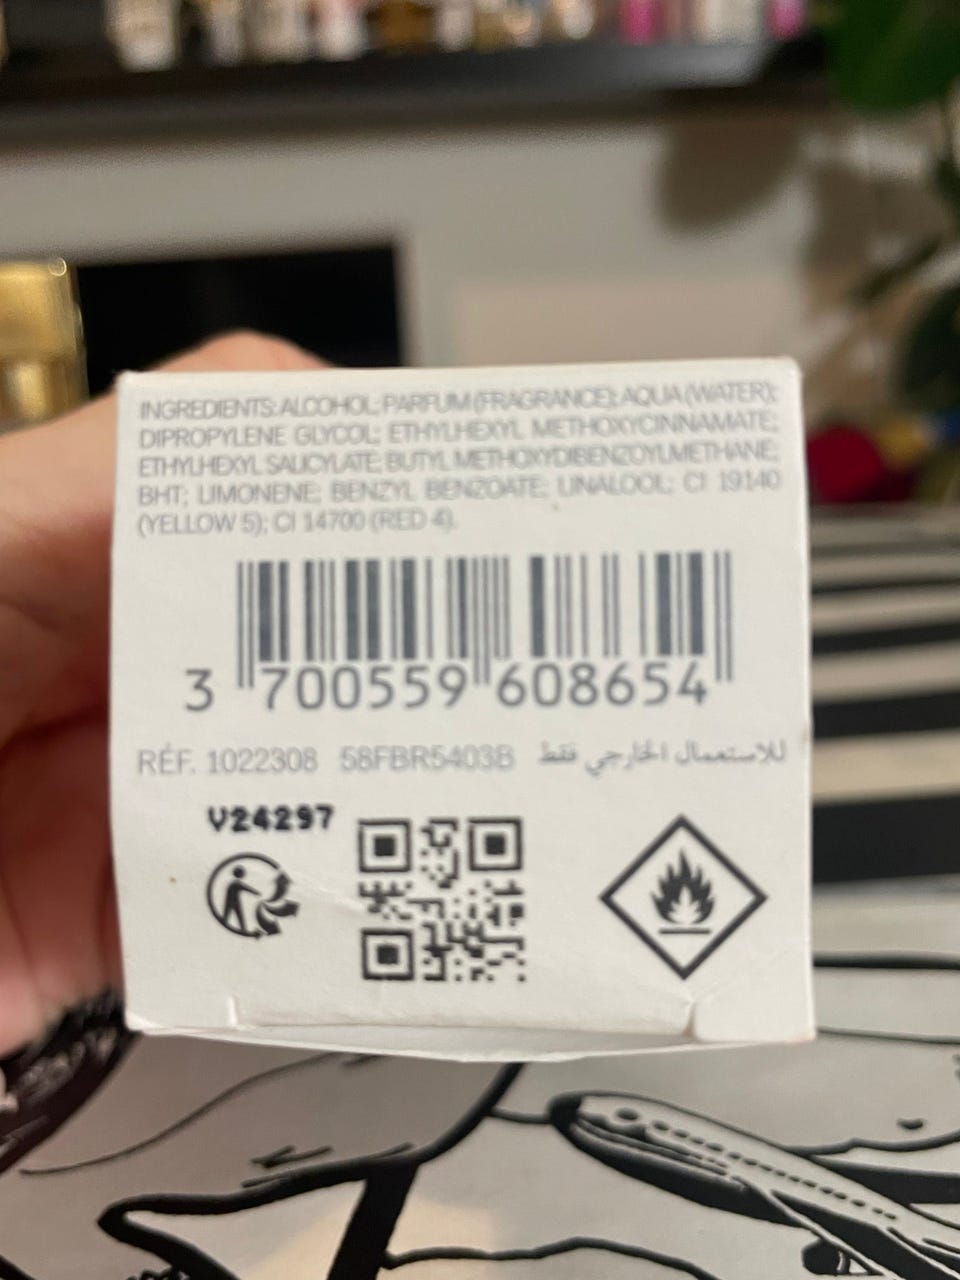 INGREDIENTS: ALCOHOL; PARFUM (FRAGRANCE); AQUA (WATER);
DIPROPYLENE GLYCOL; ETHYLHEXYL METHOXYCINNAMATE;
ETHYLHEXYL SALICYLATE; BUTYL METHOXYDIBENZOYLMETHANE;
BHT; LIMONENE; BENZYL BENZOATE; LINALOOL; CI 19140
(YELLOW 5); CI 14700 (RED 4).
3 700559 608654
RÉF. 1022308 58FBR5403B للاستعمال الخارجي فقط
V24297